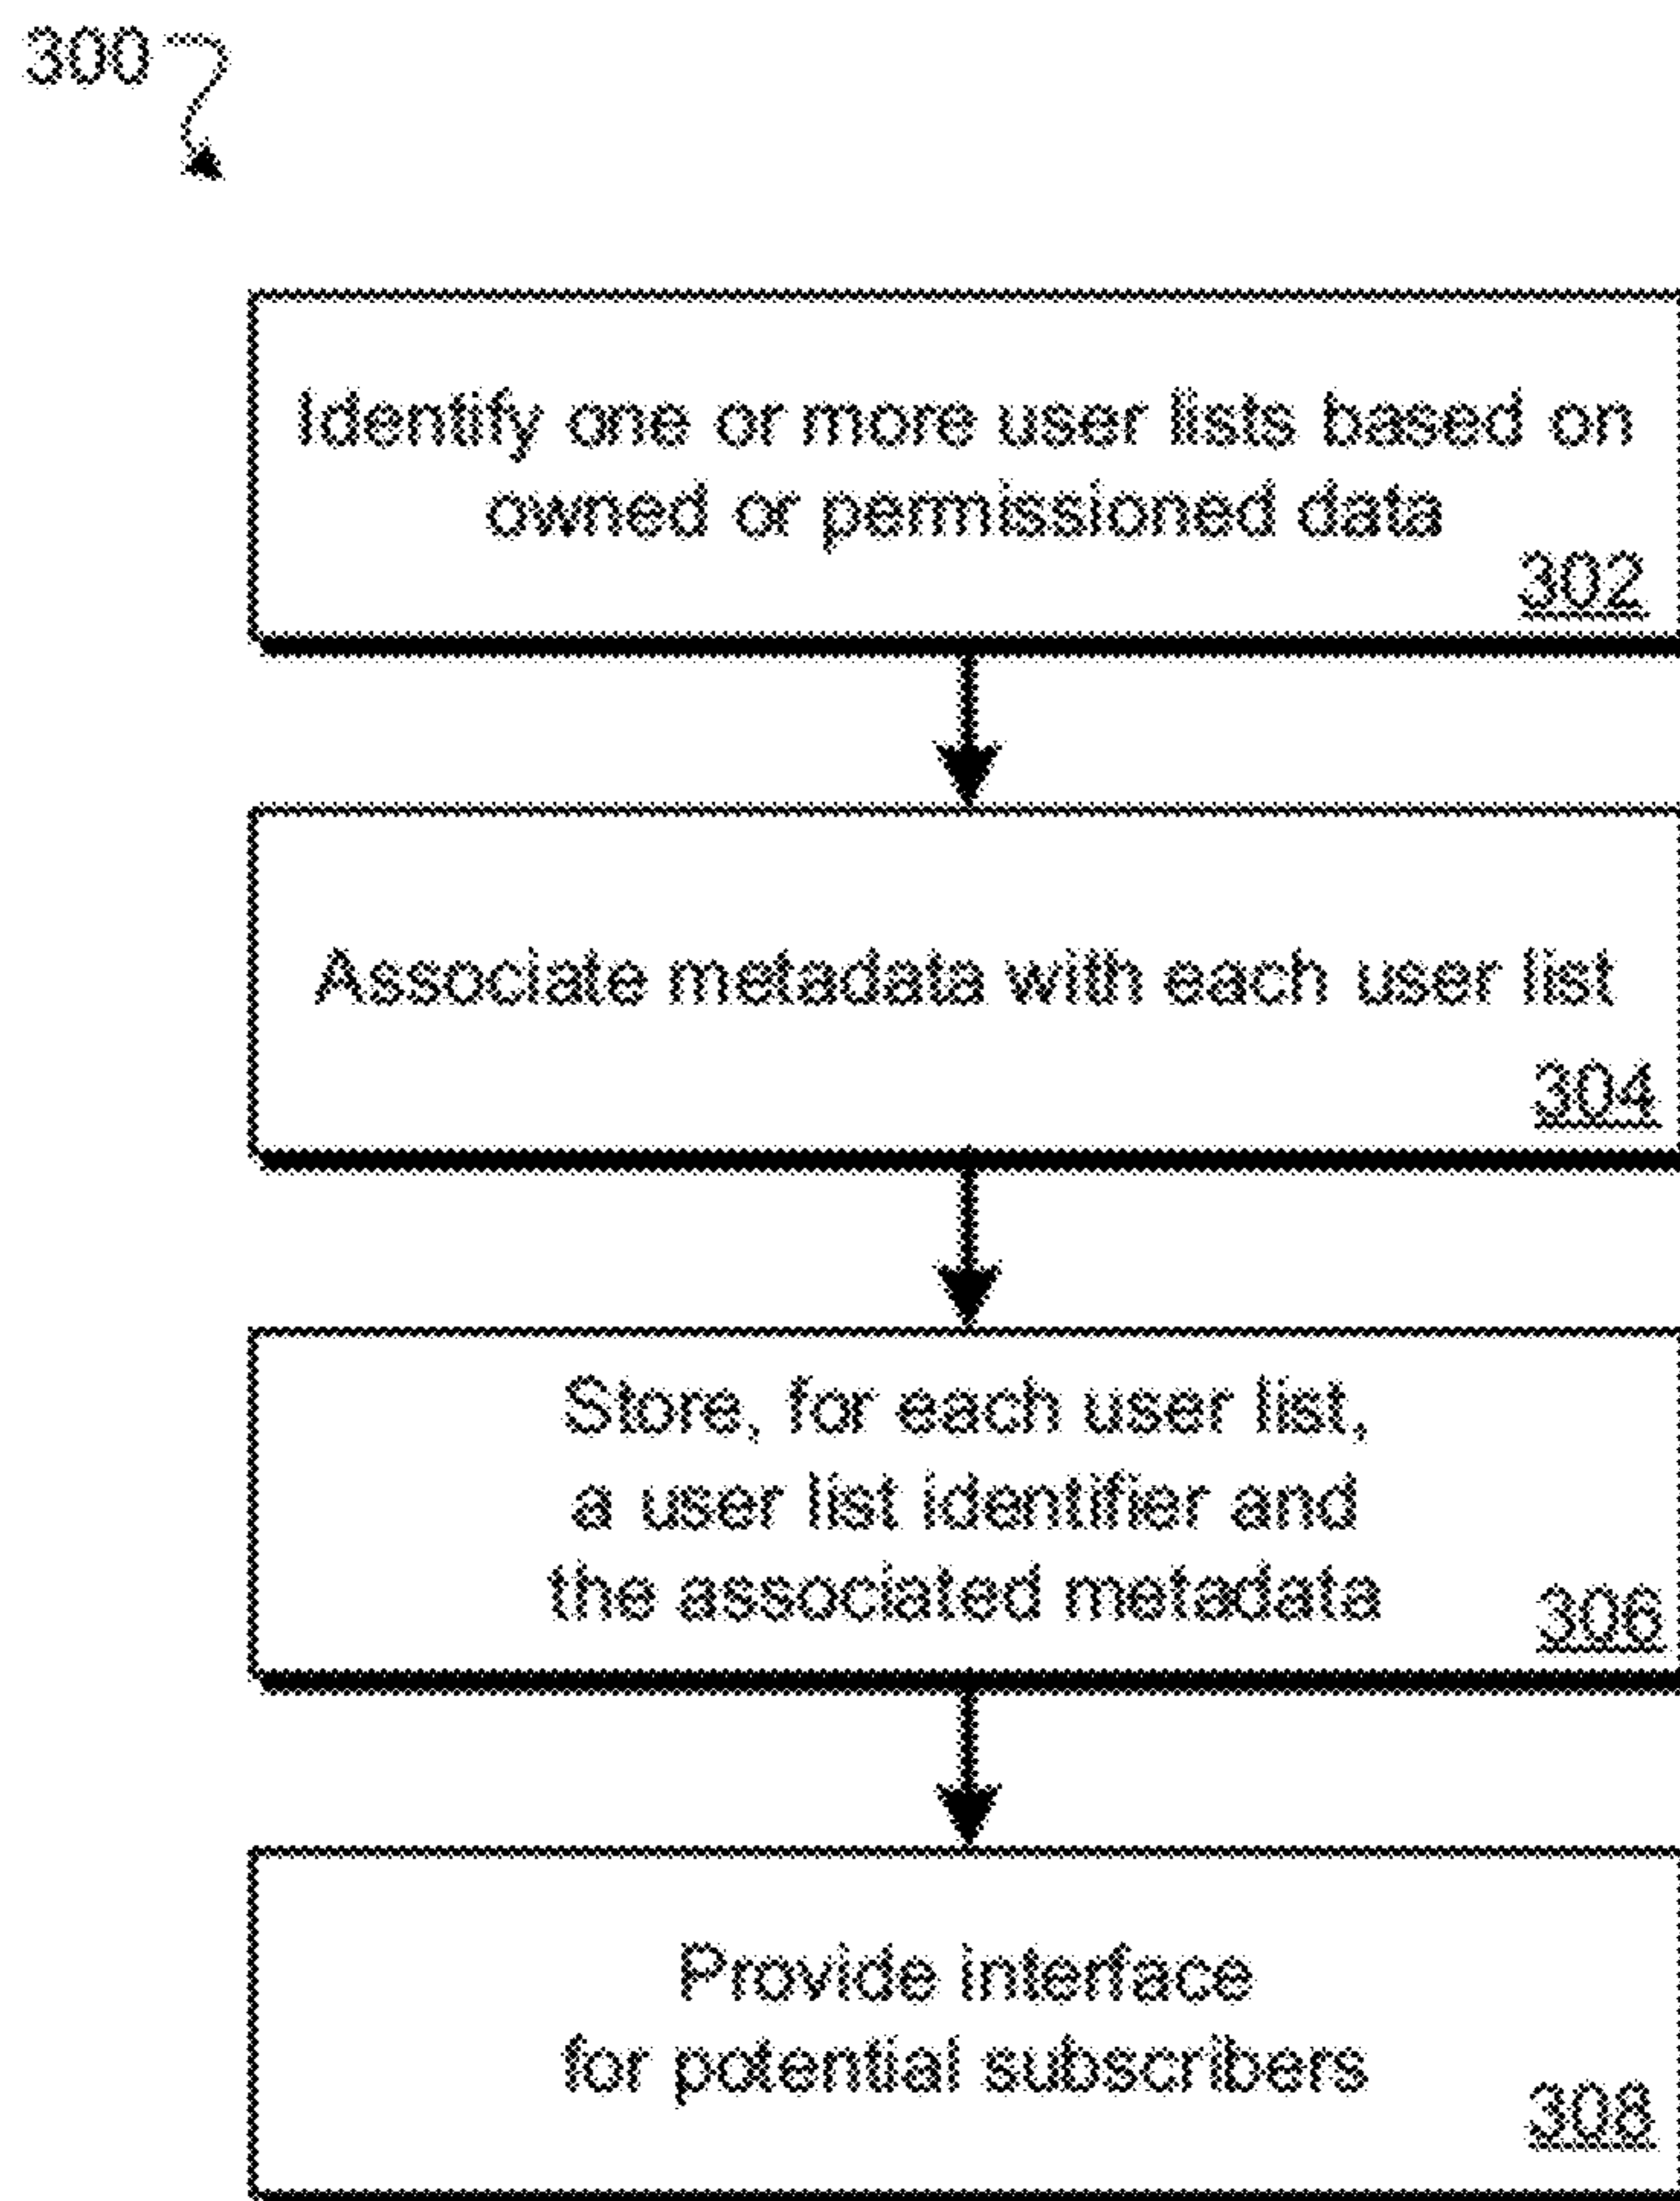 300
Identify one or more user lists based on
owned or permissioned data
302
Associate metadata with each user list
304
Store, for each user list,
a user list identifier and
the associated metadata
306
Provide interface
for potential subscribers
308